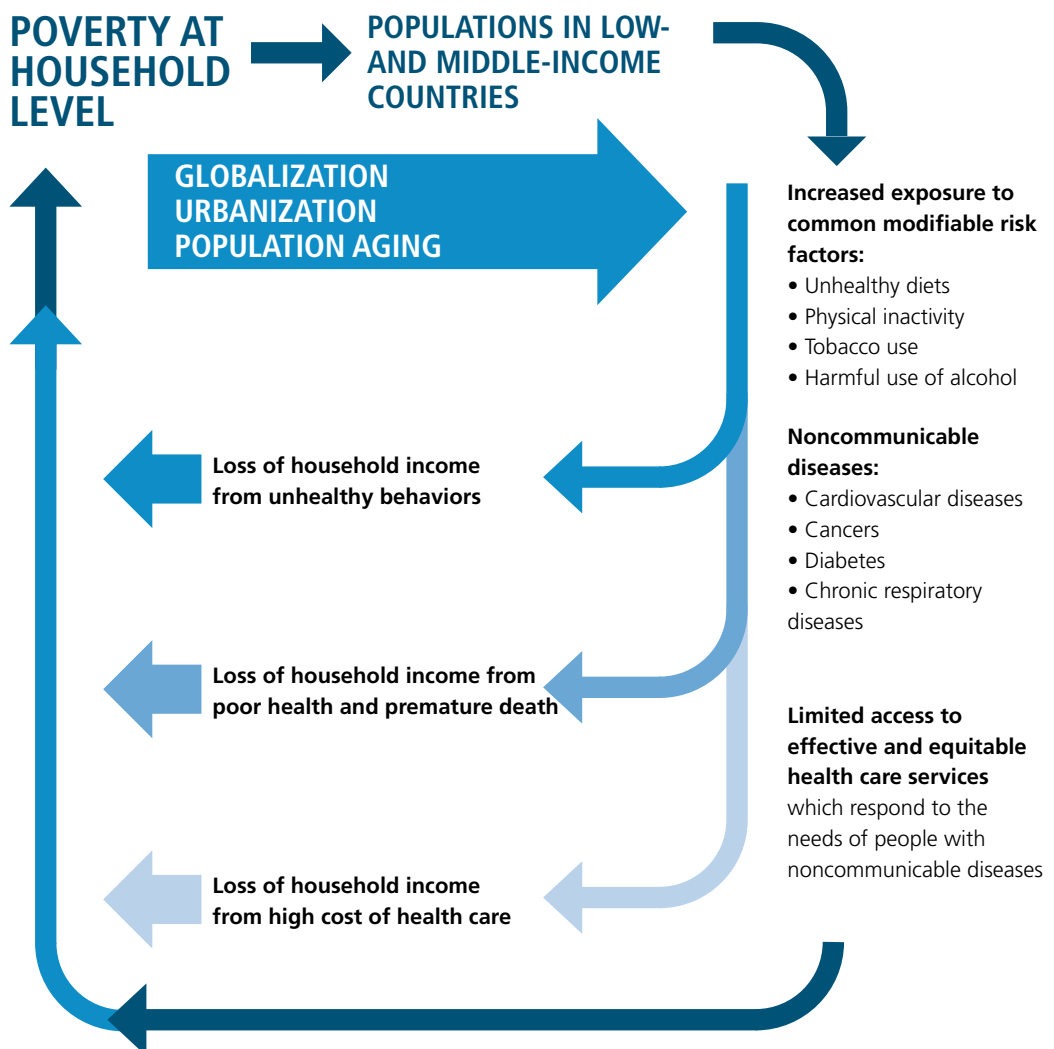 POVERTY AT
HOUSEHOLD
LEVEL
POPULATIONS IN LOW-
AND MIDDLE-INCOME
COUNTRIES
GLOBALIZATION
URBANIZATION
POPULATION AGING
Increased exposure to
common modifiable risk
factors:
• Unhealthy diets
• Physical inactivity
• Tobacco use
• Harmful use of alcohol
Loss of household income
from unhealthy behaviors
Noncommunicable
diseases:
• Cardiovascular diseases
• Cancers
• Diabetes
• Chronic respiratory
diseases
Loss of household income from
poor health and premature death
Limited access to
effective and equitable
health care services
which respond to the
needs of people with
noncommunicable diseases
Loss of household income
from high cost of health care